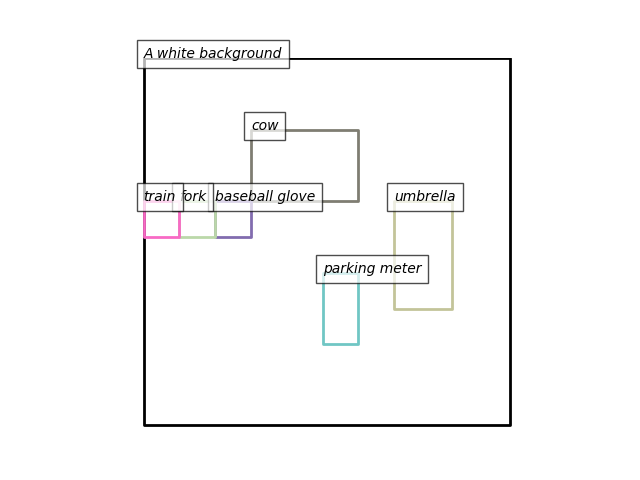 A white background
cow
train
fork
baseball glove
umbrella
parking meter